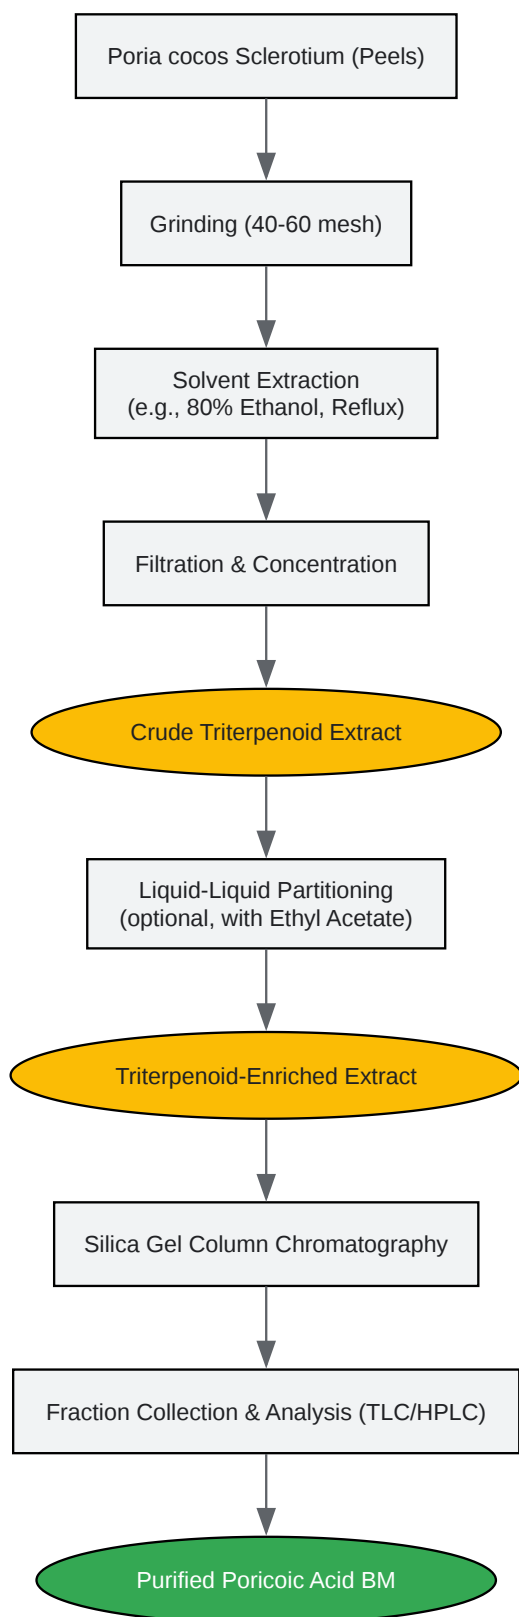 Poria cocos Sclerotium (Peels)
Grinding (40-60 mesh)
Solvent Extraction
(e.g., 80% Ethanol, Reflux)
Filtration & Concentration
Crude Triterpenoid Extract
Liquid-Liquid Partitioning
(optional, with Ethyl Acetate)
Triterpenoid-Enriched Extract
Silica Gel Column Chromatography
Fraction Collection & Analysis (TLC/HPLC)
Purified Poricoic Acid BM